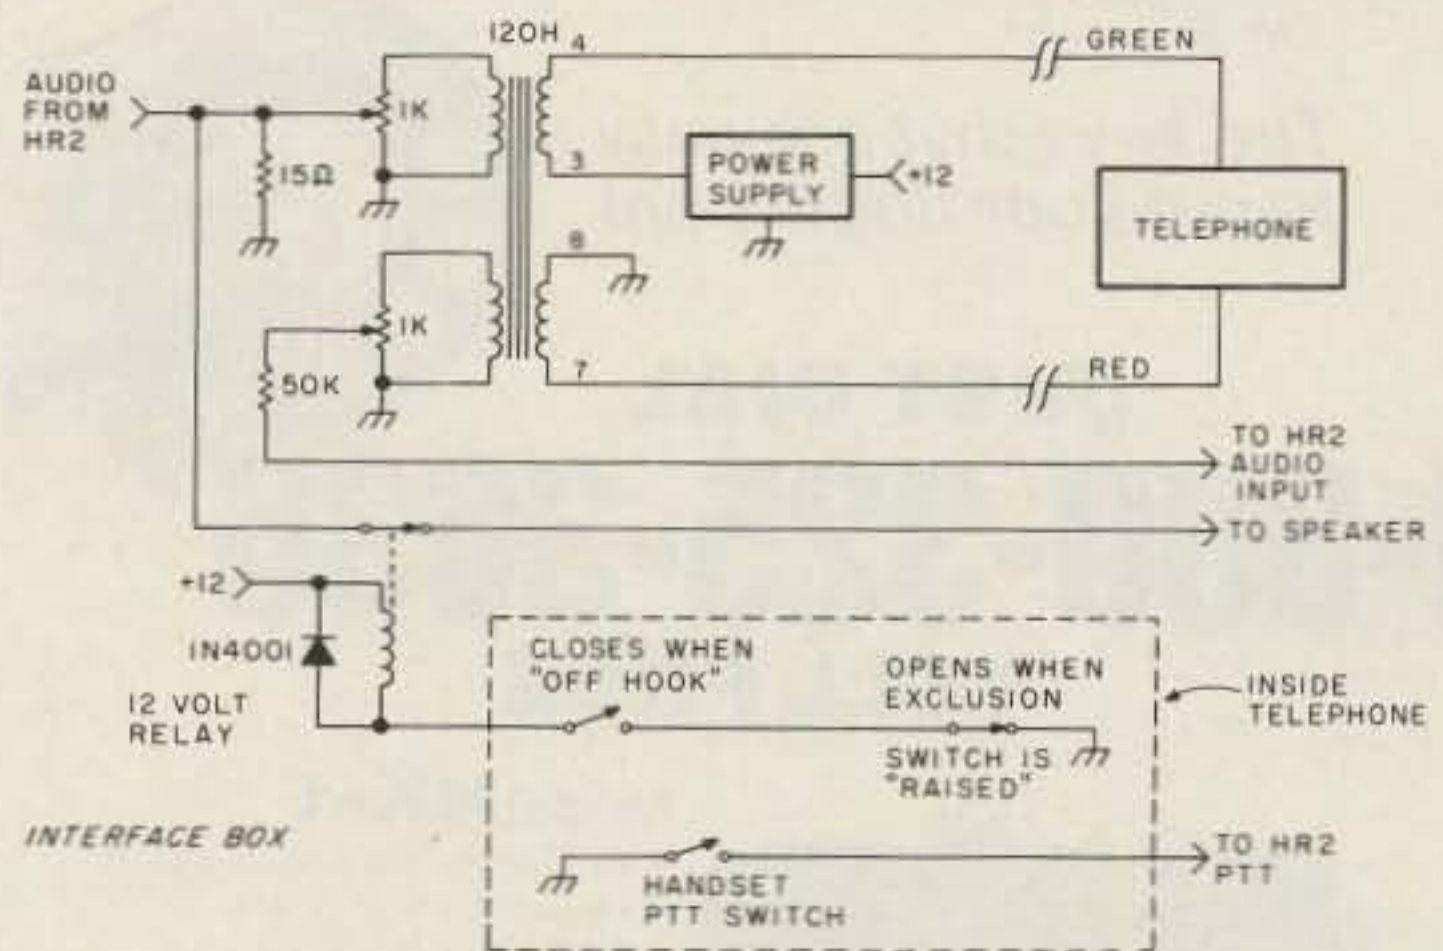 120H
4
GREEN
AUDIO
FROM
HR2
1K
15Ω
3
POWER
SUPPLY
+12
TELEPHONE
8
1K
50K
7
RED
TO HR2
AUDIO
INPUT
TO SPEAKER
+12
1N4001
12 VOLT
RELAY
CLOSES WHEN
"OFF HOOK"
OPENS WHEN
EXCLUSION
SWITCH IS
"RAISED"
INSIDE
TELEPHONE
INTERFACE BOX
HANDSET
PTT SWITCH
TO HR2
PTT